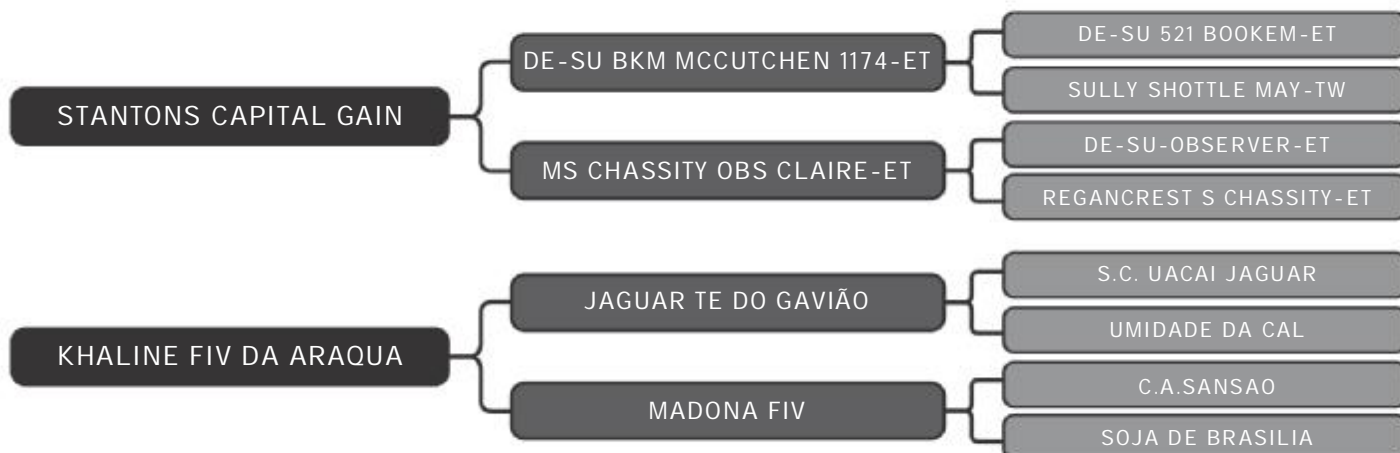 STANTONS CAPITAL GAIN
DE-SU BKM MCCUTCHEN 1174-ET
DE-SU 521 BOOKEM-ET
SULLY SHOTTLE MAY-TW
MS CHASSITY OBS CLAIRE-ET
DE-SU-OBSERVER-ET
REGANCREST S CHASSITY-ET
KHALINE FIV DA ARAQUA
JAGUAR TE DO GAVIÃO
S.C. UACAI JAGUAR
UMIDADE DA CAL
MADONA FIV
C.A.SANSAO
SOJA DE BRASILIA